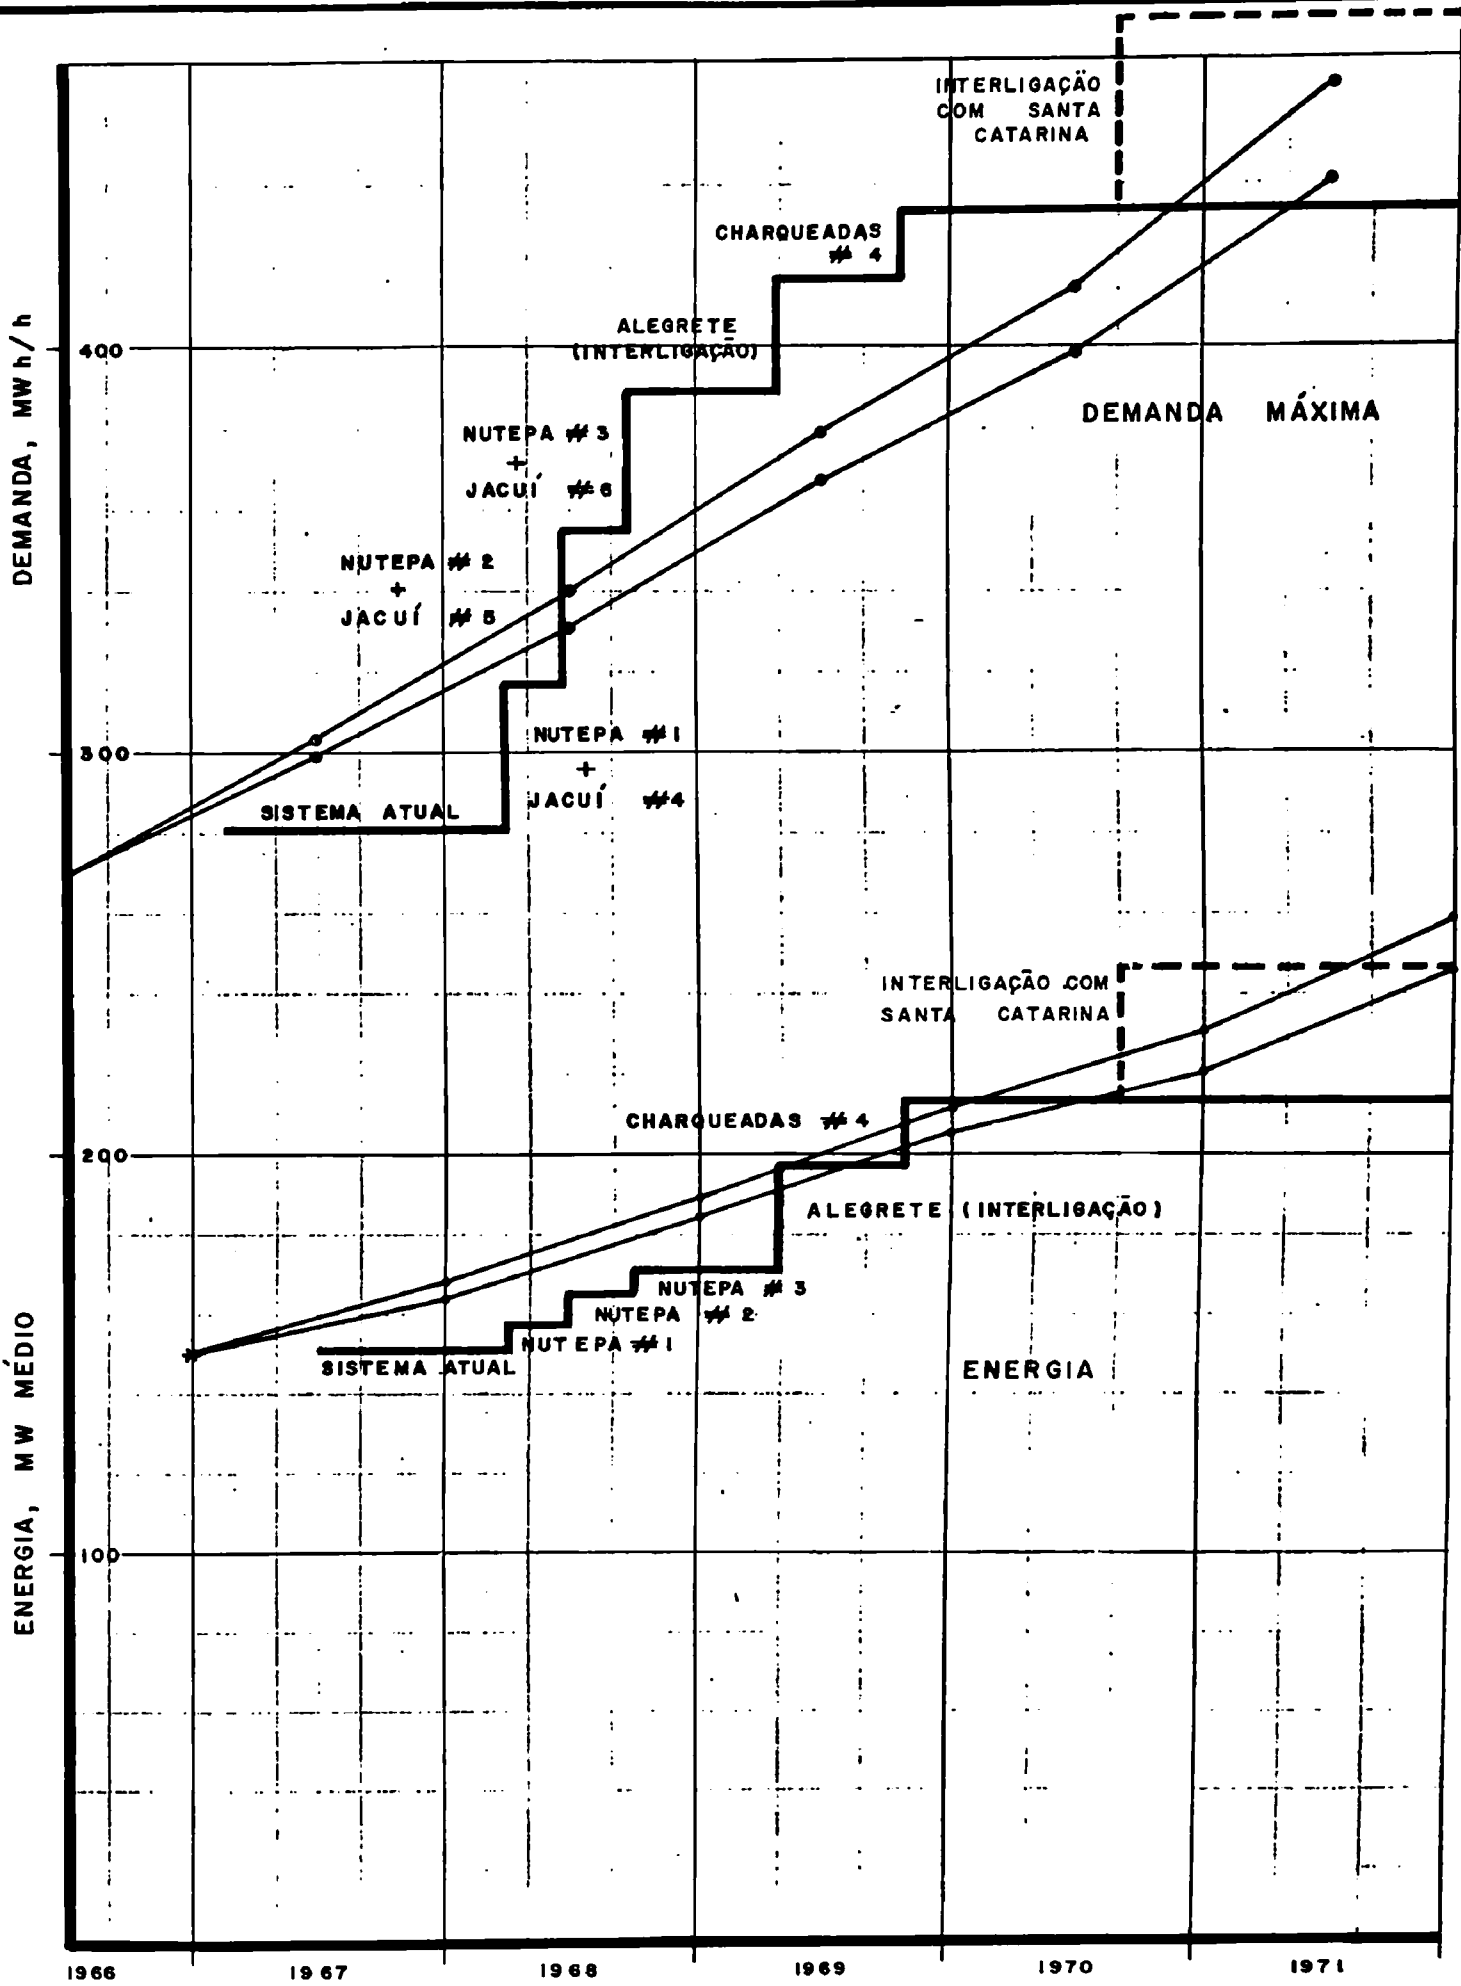 INTERLIGAÇÃO
COM SANTA
CATARINA
CHARQUEADAS
# 4
ALEGRETE
(INTERLIGAÇÃO)
400
DEMANDA, MWh/h
DEMANDA MÁXIMA
NUTEPA # 3
+
JACUÍ # 6
NUTEPA # 2
+
JACUÍ # 5
300
NUTEPA # 1
+
JACUÍ # 4
SISTEMA ATUAL
INTERLIGAÇÃO COM
SANTA CATARINA
CHARQUEADAS # 4
200
ALEGRETE (INTERLIGAÇÃO)
NUTEPA # 3
NUTEPA # 2
NUTEPA # 1
SISTEMA ATUAL
ENERGIA
ENERGIA, MW MÉDIO
100
1966 1967 1968 1969 1970 1971